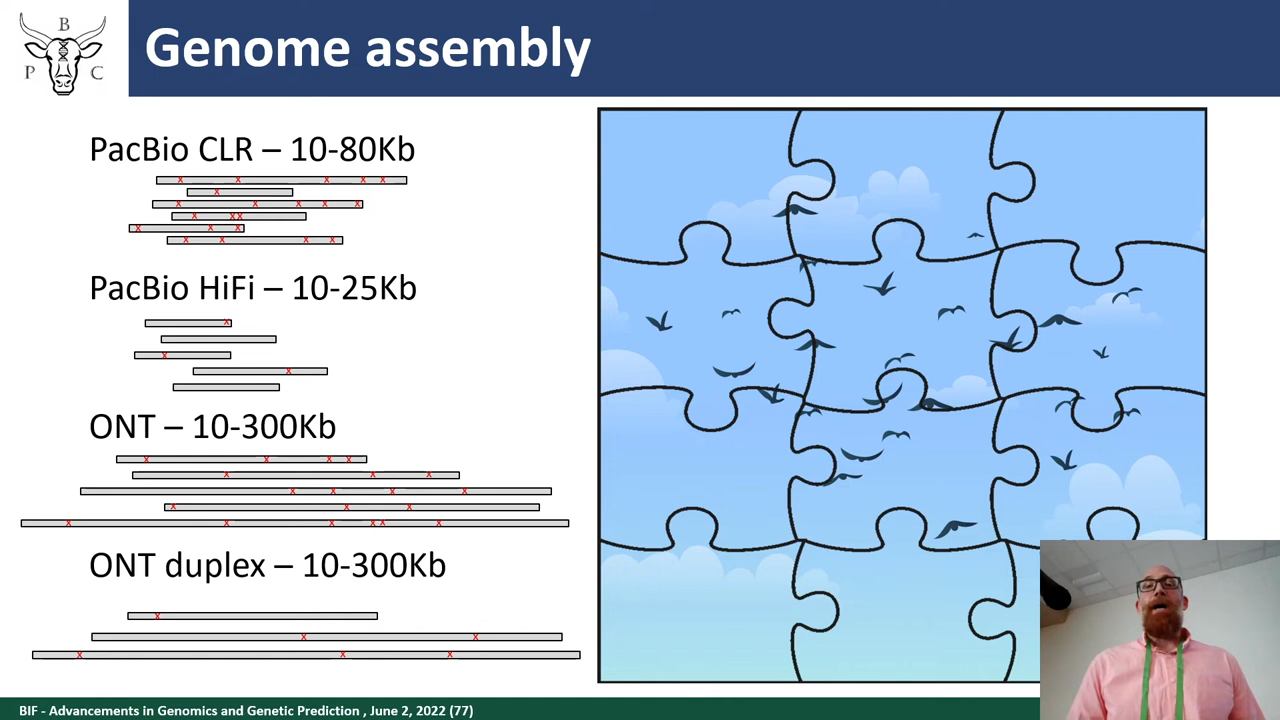 B
P C
Genome assembly
PacBio CLR – 10-80Kb
x x x x x
x
x x x x x
x x x
x x x
x x x x
PacBio HiFi – 10-25Kb
x
x
x
ONT – 10-300Kb
x x x x
x x x
x x x x
x x x
x x x x x x
ONT duplex – 10-300Kb
x
x x
x x x
BIF - Advancements in Genomics and Genetic Prediction , June 2, 2022 (77)